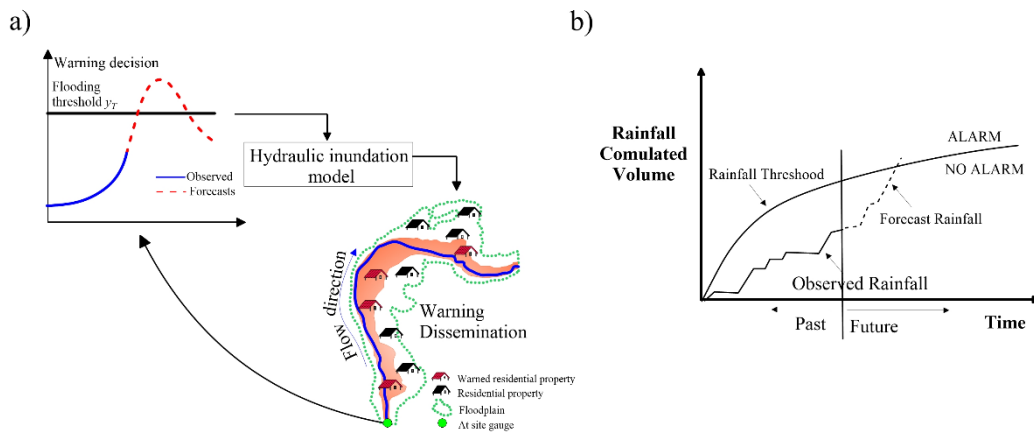 a)
Warning decision
Flooding
threshold yT
Observed
Forecasts
Hydraulic inundation
model
Flow direction
Warning
Dissemination
Warned residential property
Residential property
Floodplain
At site gauge
b)
Rainfall
Comulated
Volume
Rainfall Threshood
ALARM
NO ALARM
Forecast Rainfall
Observed Rainfall
Past
Future
Time